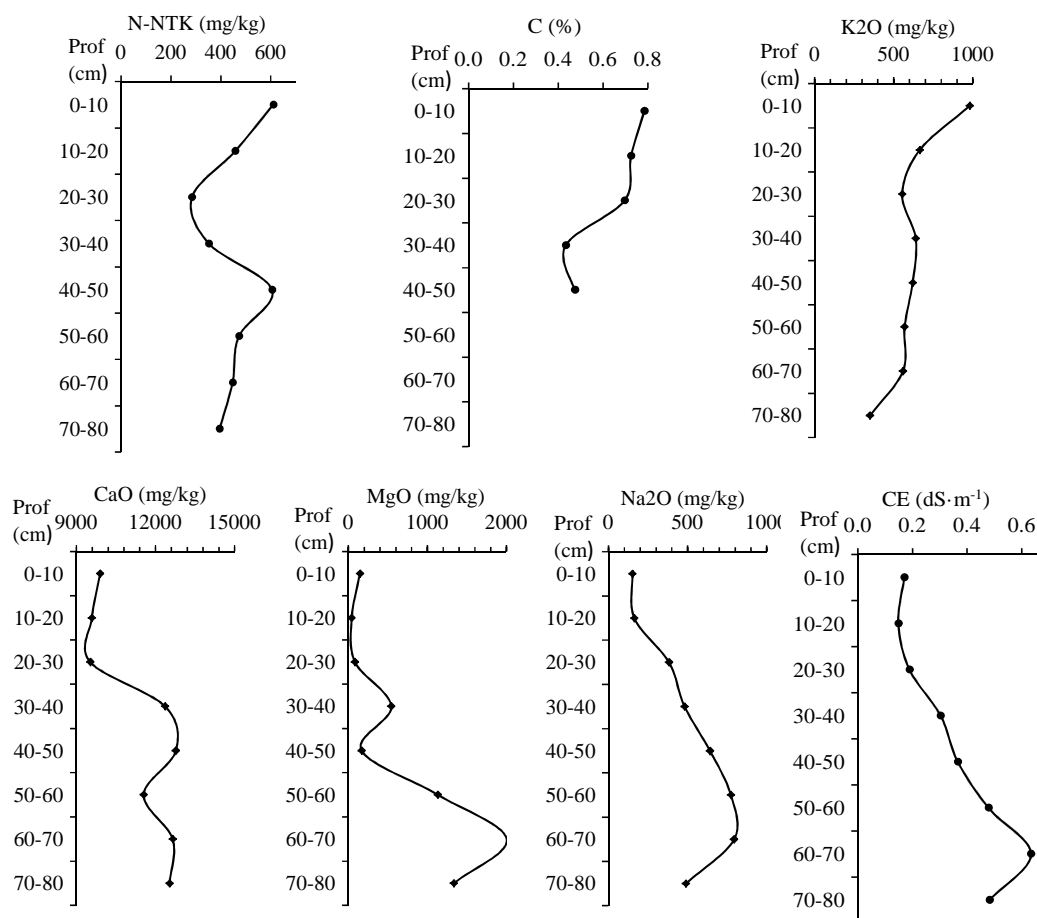 N-NTK (mg/kg)
Prof
(cm)
0 200 400 600
0-10
10-20
20-30
30-40
40-50
50-60
60-70
70-80
C (%)
Prof
(cm)
0.0 0.2 0.4 0.6 0.8
0-10
10-20
20-30
30-40
40-50
50-60
60-70
70-80
K2O (mg/kg)
Prof
(cm)
0 500 1000
0-10
10-20
20-30
30-40
40-50
50-60
60-70
70-80
CaO (mg/kg)
Prof
(cm)
9000 12000 15000
0-10
10-20
20-30
30-40
40-50
50-60
60-70
70-80
MgO (mg/kg)
Prof
(cm)
0 1000 2000
0-10
10-20
20-30
30-40
40-50
50-60
60-70
70-80
Na2O (mg/kg)
Prof
(cm)
0 500 1000
0-10
10-20
20-30
30-40
40-50
50-60
60-70
70-80
CE (dS·m⁻¹)
Prof
(cm)
0.0 0.2 0.4 0.6
0-10
10-20
20-30
30-40
40-50
50-60
60-70
70-80